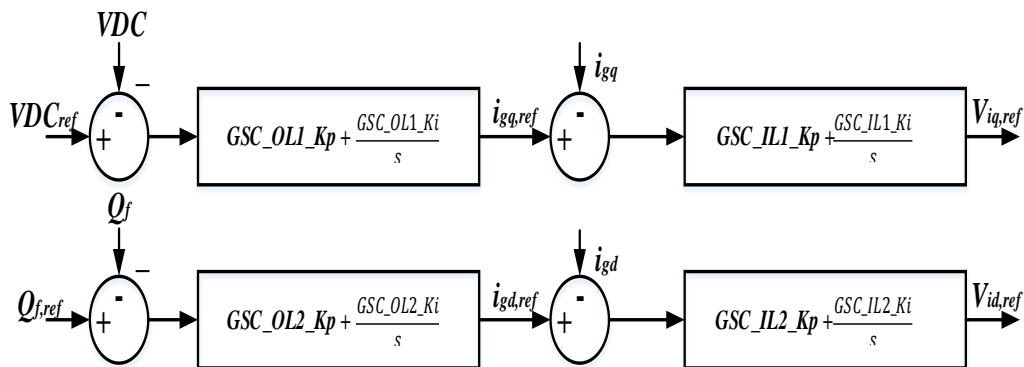 VDC
VDCref
−
-
+
GSC_OL1_Kp + GSC_OL1_Ki
s
igq,ref
igq
-
+
GSC_IL1_Kp + GSC_IL1_Ki
s
Viq,ref
Qf
Qf,ref
−
-
+
GSC_OL2_Kp + GSC_OL2_Ki
s
igd,ref
igd
-
+
GSC_IL2_Kp + GSC_IL2_Ki
s
Vid,ref